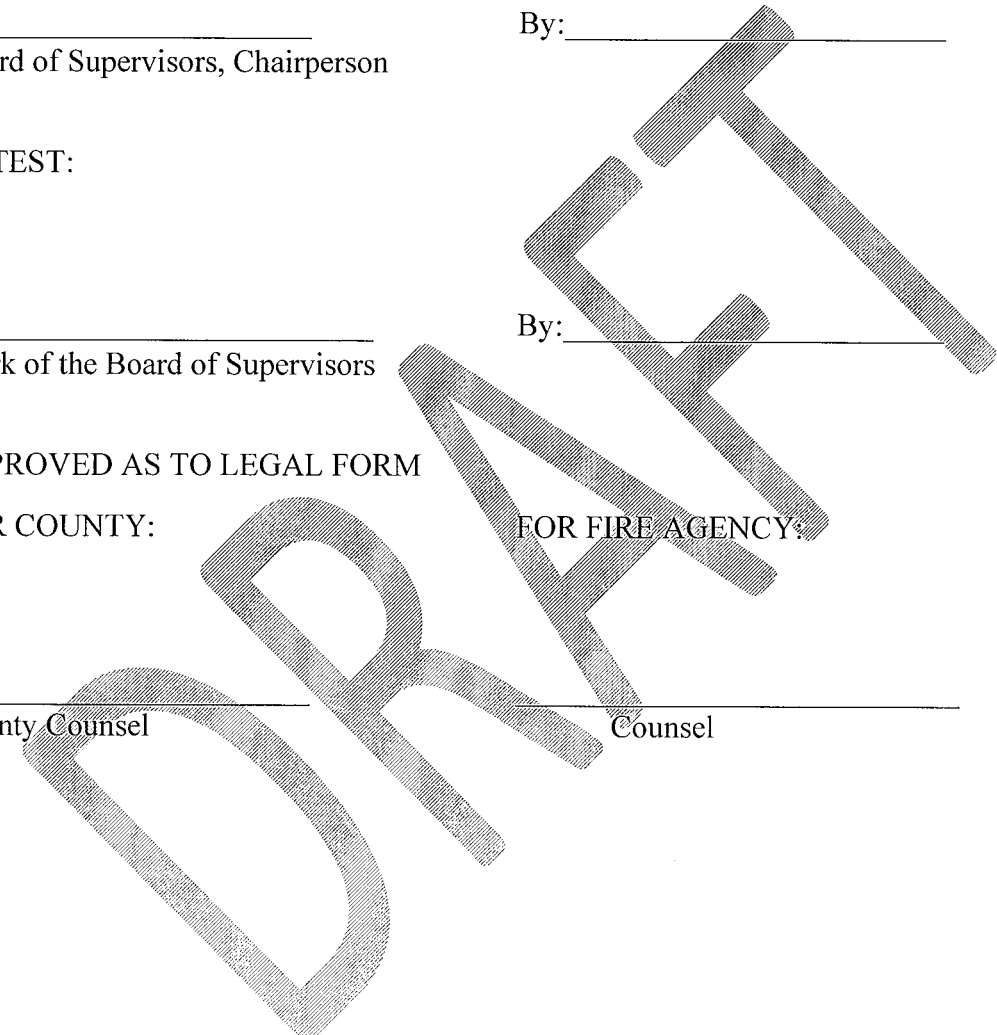 By:
rd of Supervisors, Chairperson
TEST:
By:
k of the Board of Supervisors
PROVED AS TO LEGAL FORM
R COUNTY:
FOR FIRE AGENCY:
nty Counsel
Counsel
DRAFT